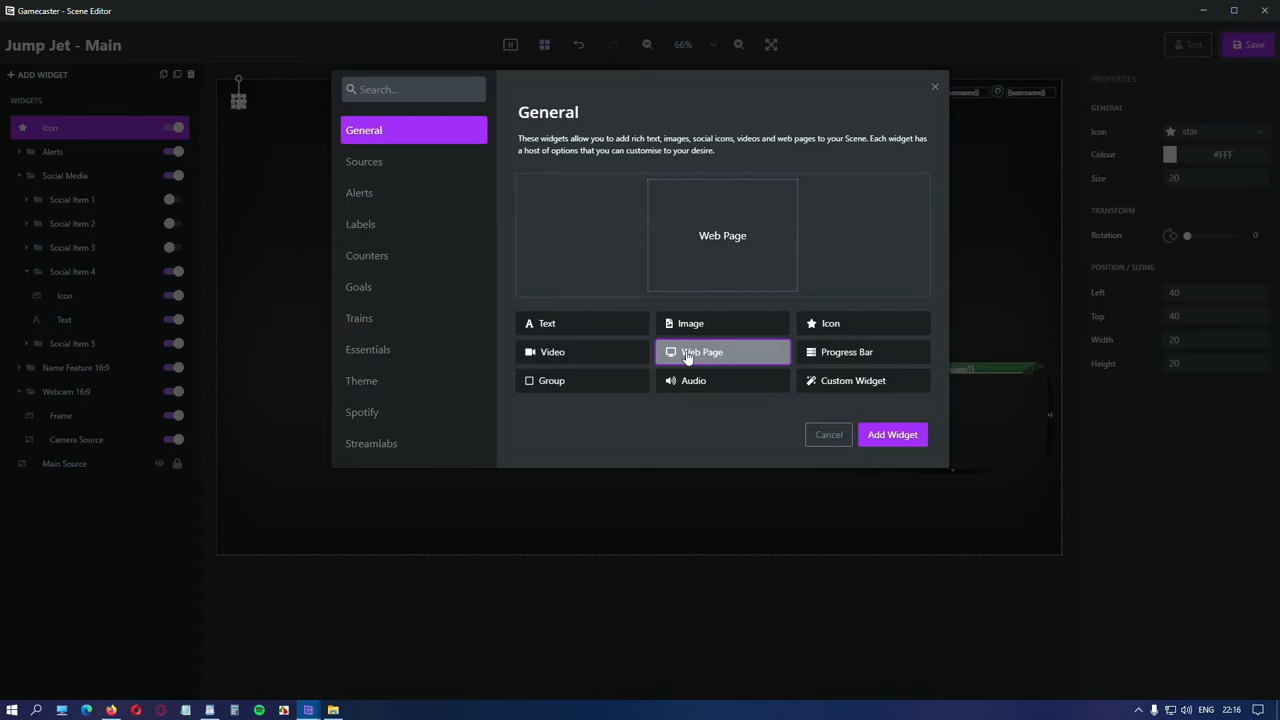 Gamecaster - Scene Editor
Jump Jet - Main
66%
Test
Save
ADD WIDGET
WIDGETS
Icon
Alerts
Social Media
Social Item 1
Social Item 2
Social Item 3
Social Item 4
Icon
Text
Social Item 5
Name Feature 16:9
Webcam 16:9
Frame
Camera Source
Main Source
Search...
General
Sources
Alerts
Labels
Counters
Goals
Trains
Essentials
Theme
Spotify
Streamlabs
General
These widgets allow you to add rich text, images, social icons, videos and web pages to your Scene. Each widget has
a host of options that you can customise to your desire.
Web Page
Text
Image
Icon
Video
Web Page
Progress Bar
Group
Audio
Custom Widget
Cancel
Add Widget
PROPERTIES
GENERAL
Icon
star
Colour
#FFF
Size
20
TRANSFORM
Rotation
0
POSITION / SIZING
Left
40
Top
40
Width
20
Height
20
ENG
22:16